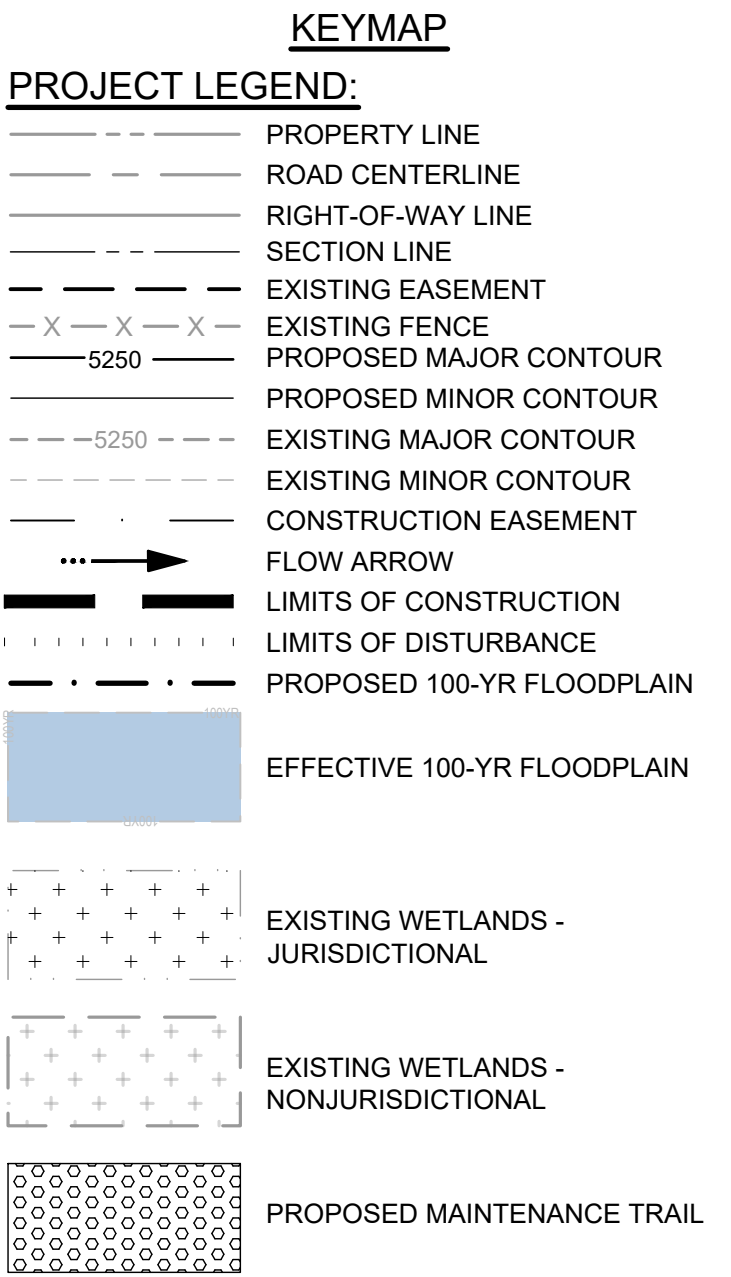 KEYMAP
PROJECT LEGEND:
PROPERTY LINE
ROAD CENTERLINE
RIGHT-OF-WAY LINE
SECTION LINE
EXISTING EASEMENT
X X X EXISTING FENCE
5250 PROPOSED MAJOR CONTOUR
PROPOSED MINOR CONTOUR
5250 EXISTING MAJOR CONTOUR
EXISTING MINOR CONTOUR
CONSTRUCTION EASEMENT
FLOW ARROW
LIMITS OF CONSTRUCTION
LIMITS OF DISTURBANCE
PROPOSED 100-YR FLOODPLAIN
100YR
100YR
EFFECTIVE 100-YR FLOODPLAIN
100YR
EXISTING WETLANDS -
JURISDICTIONAL
EXISTING WETLANDS -
NONJURISDICTIONAL
PROPOSED MAINTENANCE TRAIL